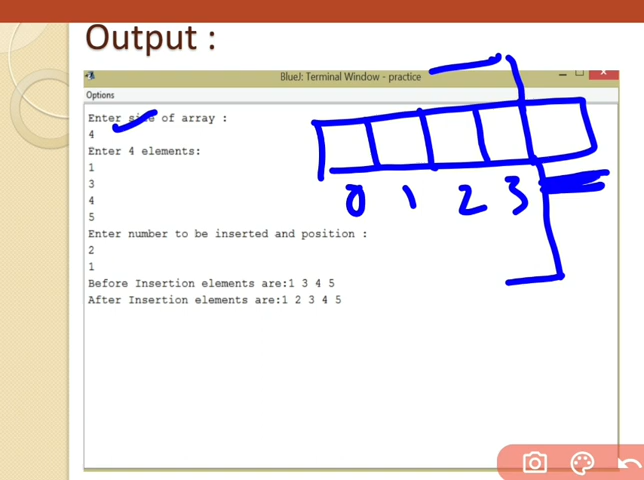 Output :
BlueJ: Terminal Window - practice
Options
Enter size of array :
4
Enter 4 elements:
1
3
4
5
Enter number to be inserted and position :
2
1
Before Insertion elements are:1 3 4 5
After Insertion elements are:1 2 3 4 5
0 1 2 3